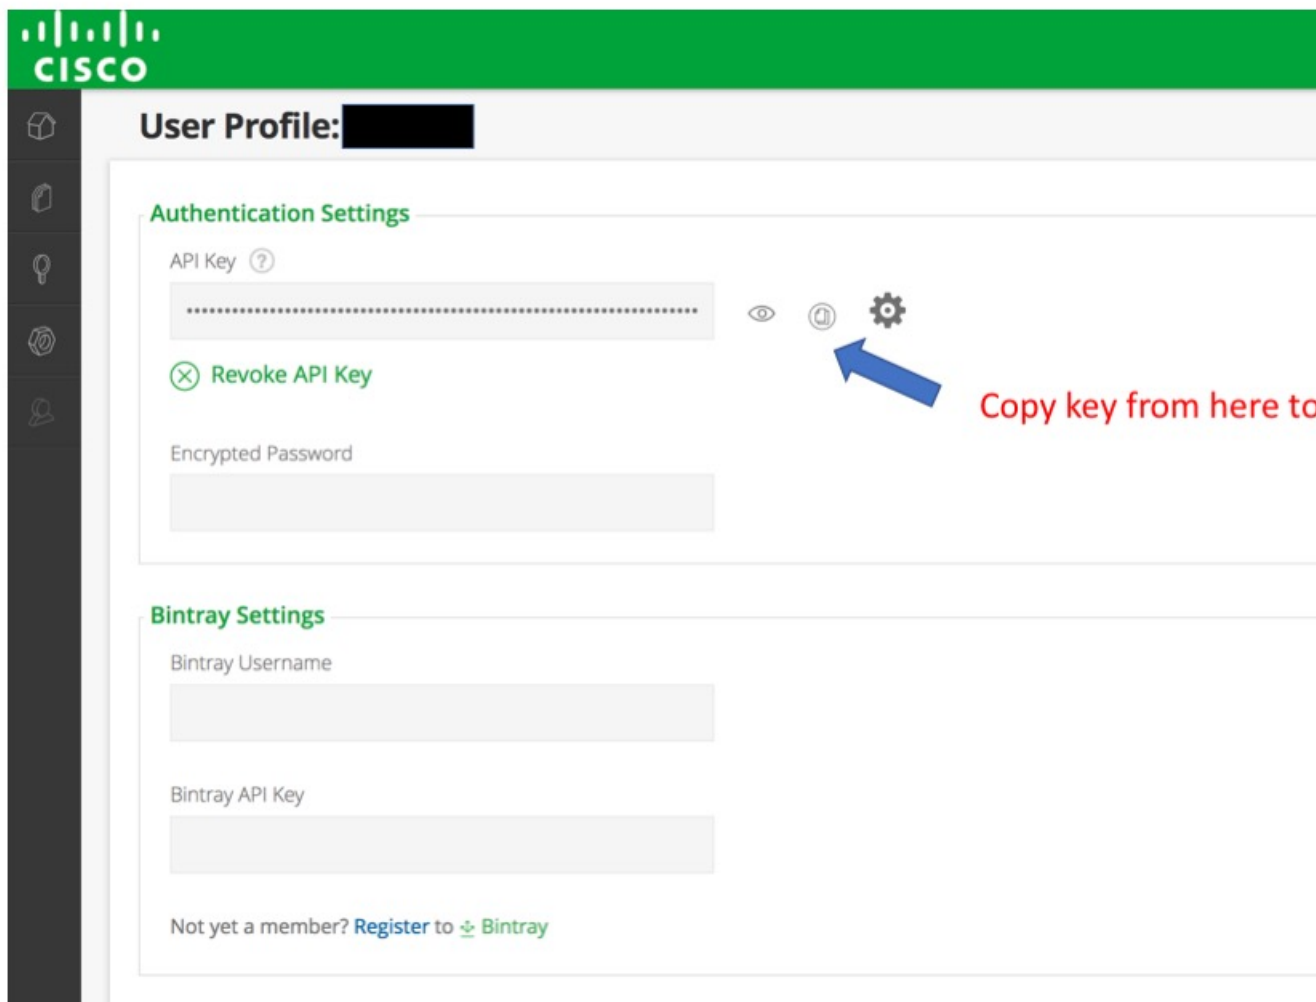 CISCO
User Profile:
Authentication Settings
API Key ?
Revoke API Key
Copy key from here to
Encrypted Password
Bintray Settings
Bintray Username
Bintray API Key
Not yet a member? Register to Bintray